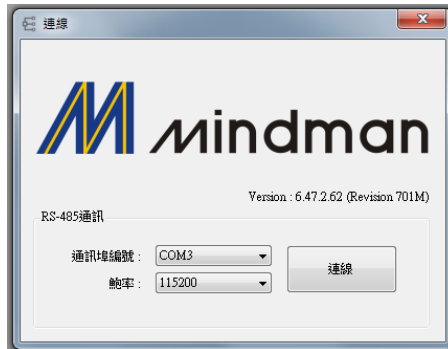 連線
mindman
Version : 6.47.2.62 (Revision 701M)
RS-485通訊
通訊埠編號 : COM3
連線
鮑率 : 115200